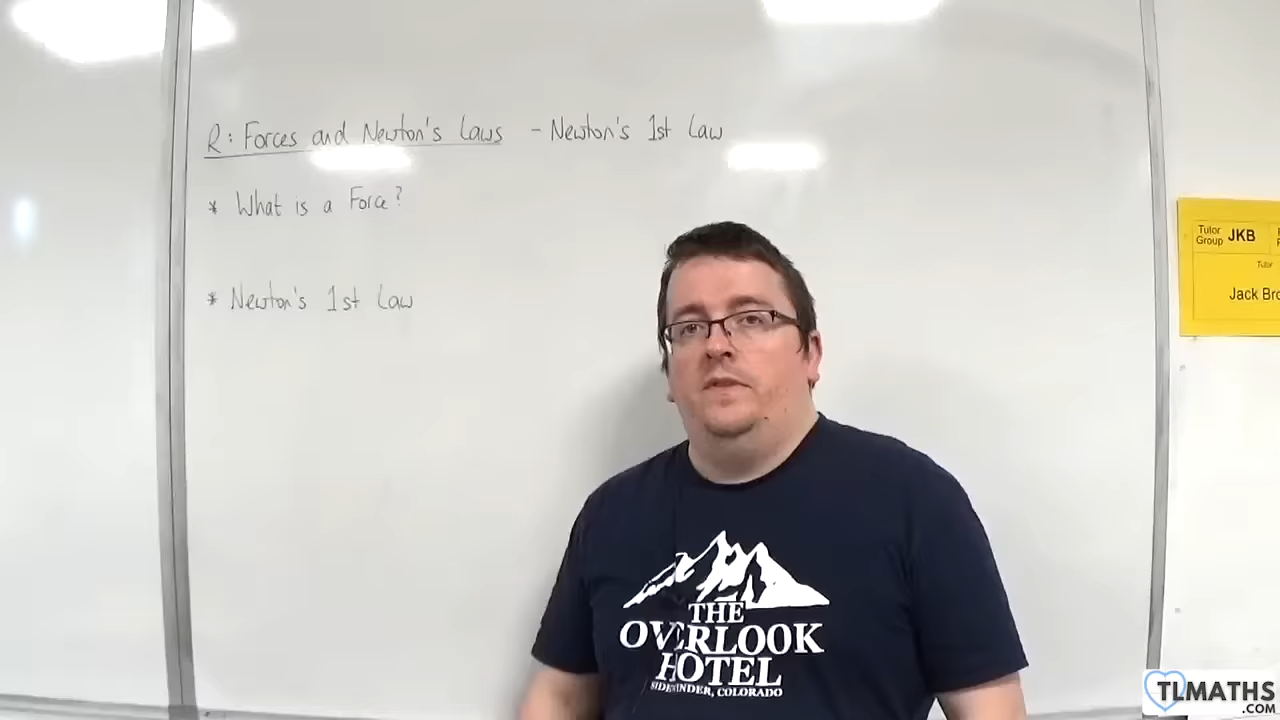 R: Forces and Newton's Laws - Newton's 1st Law
* What is a Force?
* Newton's 1st Law
Tutor Group JKB
Tutor
Jack Bro
THE
OVERLOOK
HOTEL
SIDEWINDER, COLORADO
TLMATHS
.COM